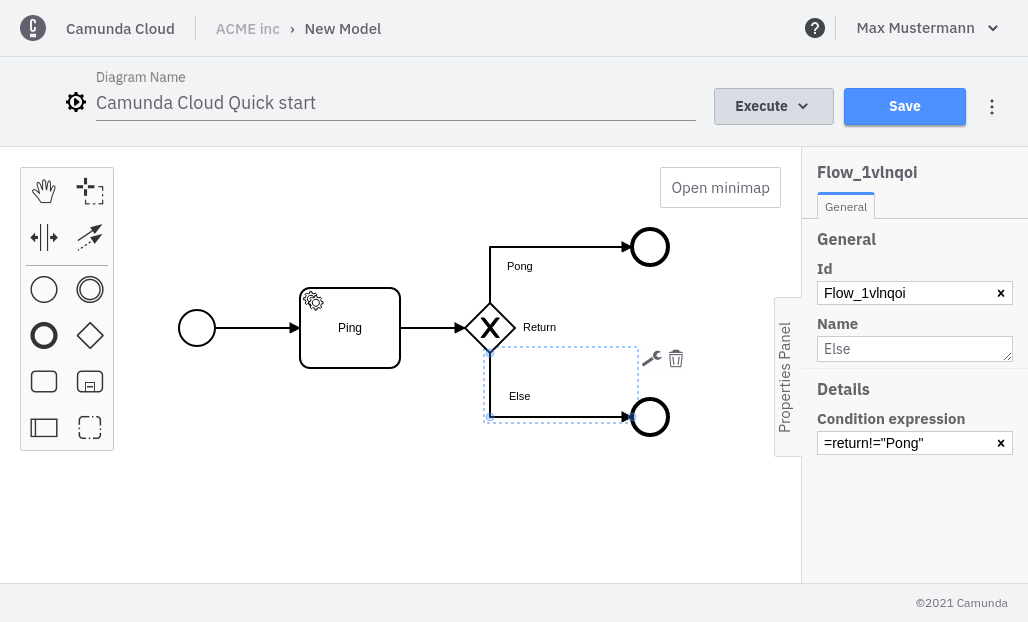 Camunda Cloud
ACME inc › New Model
Max Mustermann
Diagram Name
Camunda Cloud Quick start
Execute
Save
Open minimap
Pong
Ping
Return
Else
Properties Panel
Flow_1vlnqoi
General
General
Id
Flow_1vlnqoi
Name
Else
Details
Condition expression
=return!="Pong"
©2021 Camunda